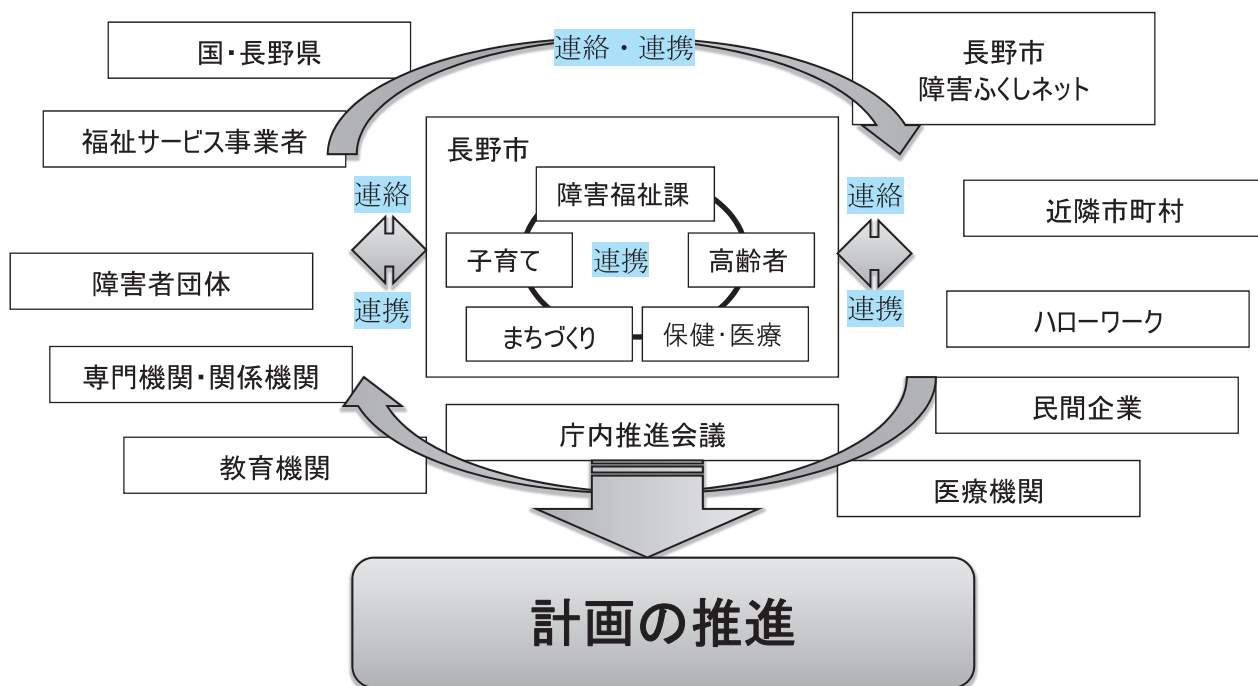 国・長野県
連絡・連携
長野市
障害ふくしネット
福祉サービス事業者
長野市
障害福祉課
連絡
連絡
近隣市町村
子育て
連携
高齢者
障害者団体
連携
連携
ハローワーク
まちづくり
保健・医療
専門機関・関係機関
民間企業
庁内推進会議
教育機関
医療機関
計画の推進